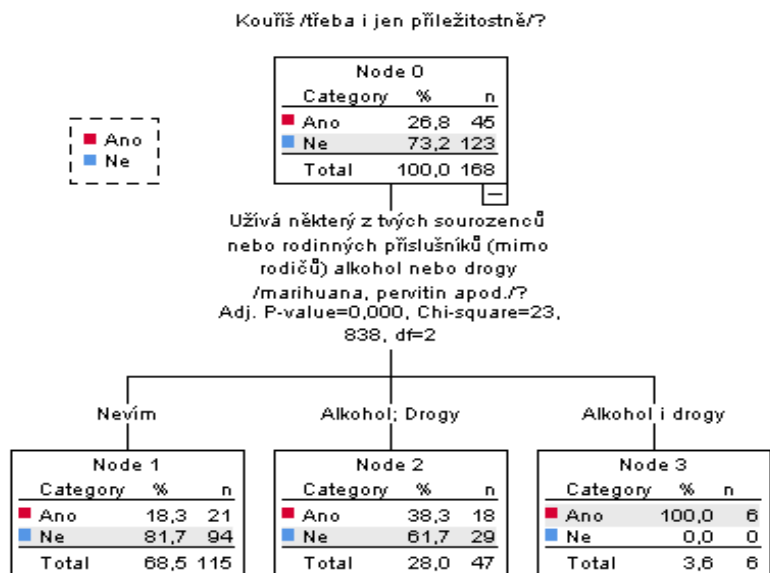 Kouříš /třeba i jen příležitostně/?
Node 0
Category % n
Ano 26,8 45
Ne 73,2 123
Total 100,0 168
Ano
Ne
Užívá některý z tvých sourozenců
nebo rodinných příslušníků (mimo
rodičů) alkohol nebo drogy
/marihuana, pervitin apod./?
Adj. P-value=0,000, Chi-square=23,
838, df=2
Nevím
Node 1
Category % n
Ano 18,3 21
Ne 81,7 94
Total 68,5 115
Alkohol; Drogy
Node 2
Category % n
Ano 38,3 18
Ne 61,7 29
Total 28,0 47
Alkohol i drogy
Node 3
Category % n
Ano 100,0 6
Ne 0,0 0
Total 3,6 6